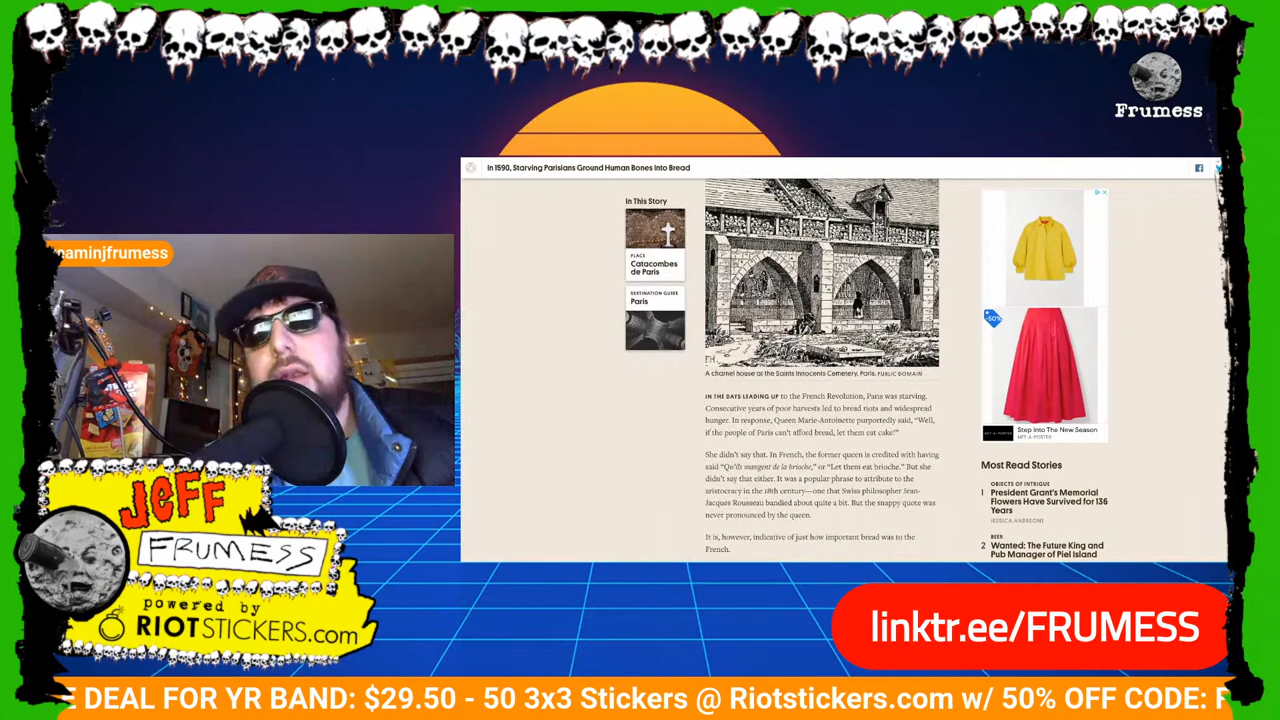 Frumess
In 1590, Starving Parisians Ground Human Bones Into Bread
In This Story
PLACE
Catacombes
de Paris
DESTINATION GUIDE
Paris
FH
A charnel house at the Saints Innocents Cemetery, Paris. PUBLIC DOMAIN
IN THE DAYS LEADING UP to the French Revolution, Paris was starving.
Consecutive years of poor harvests led to bread riots and widespread
hunger. In response, Queen Marie-Antoinette purportedly said, “Well,
if the people of Paris can’t afford bread, let them eat cake!”
She didn’t say that. In French, the former queen is credited with having
said “Qu’ils mangent de la brioche,” or “Let them eat brioche.” But she
didn’t say that either. It was a popular phrase to attribute to the
aristocracy in the 18th century—one that Swiss philosopher Jean-
Jacques Rousseau bandied about quite a bit. But the snappy quote was
never pronounced by the queen.
It is, however, indicative of just how important bread was to the
French.
-50%
Step Into The New Season
NET-A-PORTER
NET-A-PORTER
Most Read Stories
OBJECTS OF INTRIGUE
1 President Grant's Memorial
Flowers Have Survived for 136
Years
JESSICA ANDREONE
BEER
2 Wanted: The Future King and
Pub Manager of Piel Island
eaminjfrumess
JEFF
FRUMESS
powered by
RIOTSTICKERS.com
linktr.ee/FRUMESS
E DEAL FOR YR BAND: $29.50 - 50 3x3 Stickers @ Riotstickers.com w/ 50% OFF CODE: F